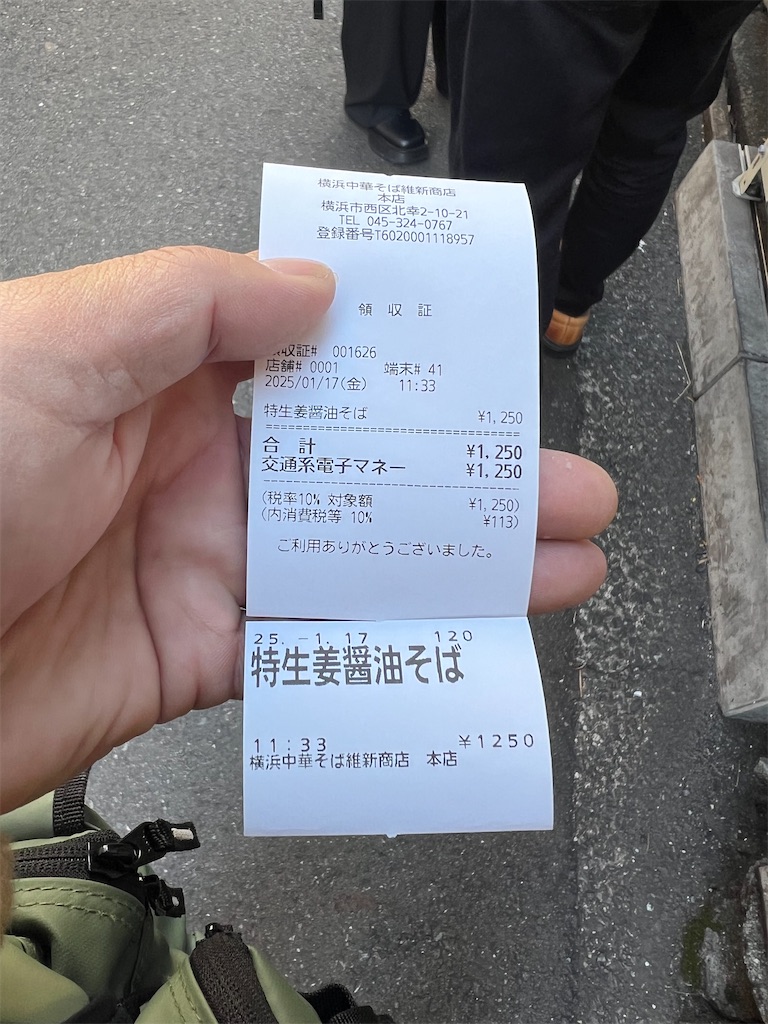 横浜中華そば維新商店
本店
横浜市西区北幸2-10-21
TEL 045-324-0767
登録番号T6020001118957
領 収 証
収証# 001626
店舗# 0001 端末# 41
2025/01/17(金) 11:33
特生姜醤油そば ¥1,250
合 計 ¥1,250
交通系電子マネー ¥1,250
(税率10% 対象額 ¥1,250)
(内消費税等 10% ¥113)
ご利用ありがとうございました。
25.-1.17 120
特生姜醤油そば
11:33 ¥1250
横浜中華そば維新商店 本店